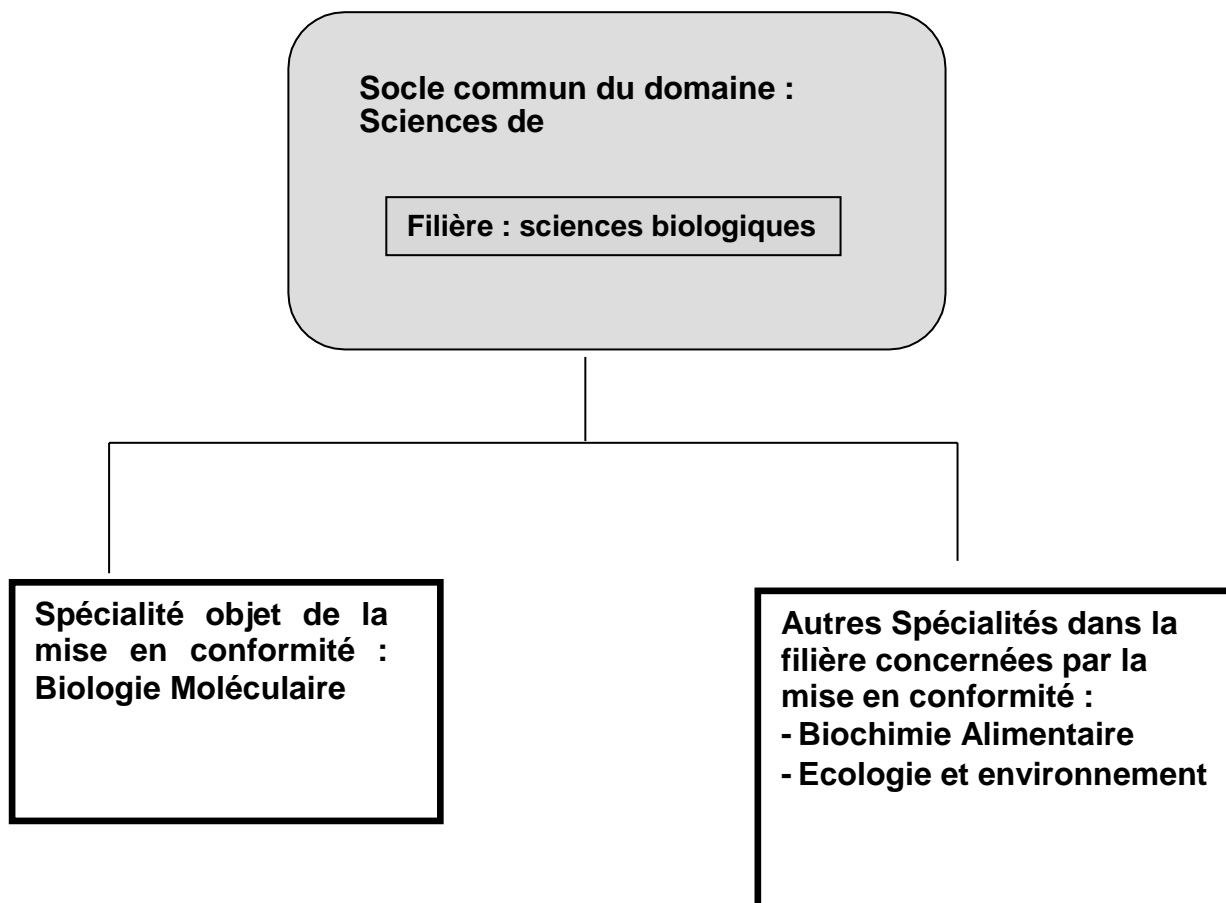 Socle commun du domaine :
Sciences de
Filière : sciences biologiques
Spécialité objet de la
mise en conformité :
Biologie Moléculaire
Autres Spécialités dans la
filière concernées par la
mise en conformité :
- Biochimie Alimentaire
- Ecologie et environnement